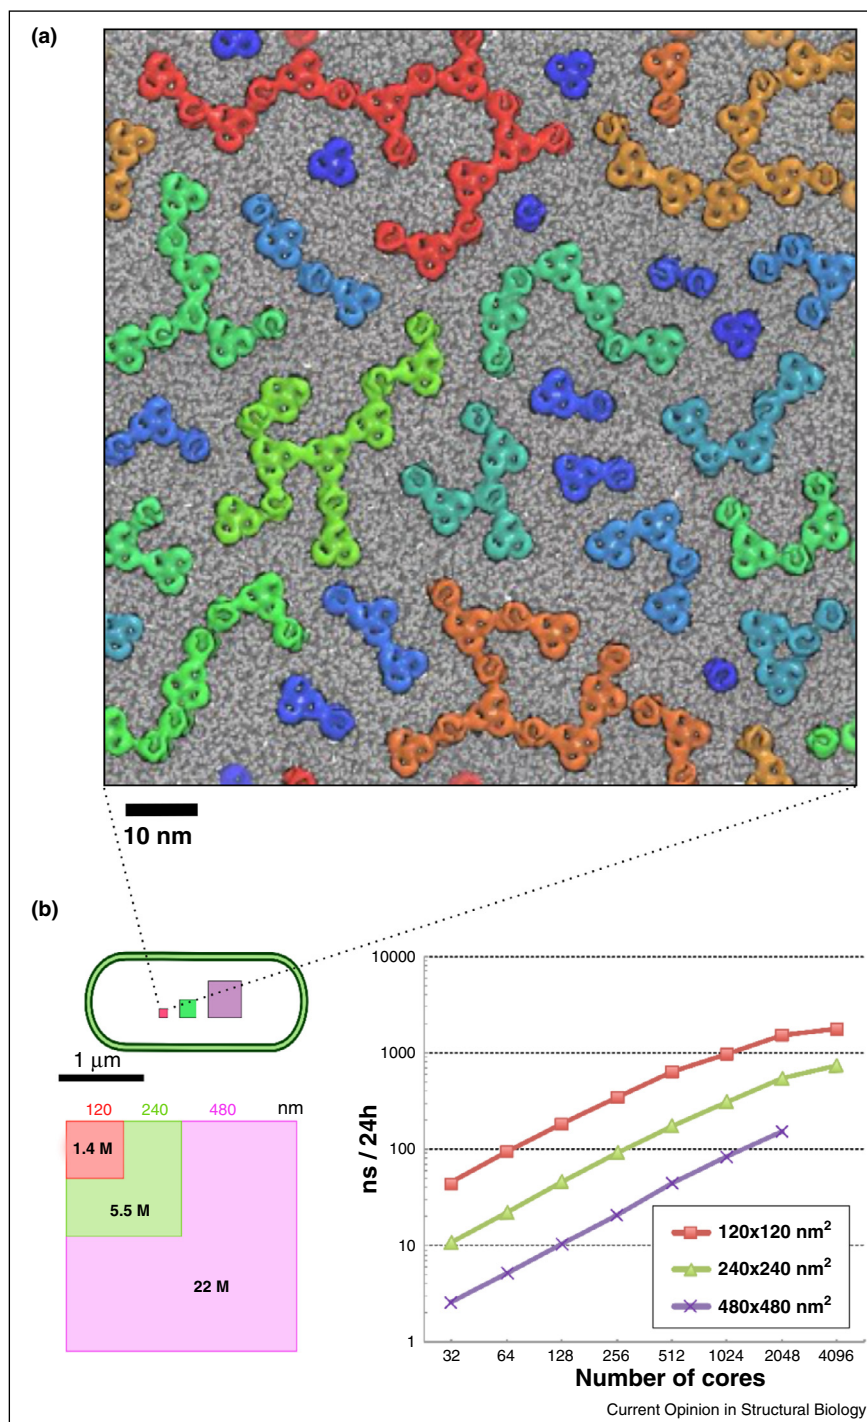 (a)
10 nm
(b)
1 μm
120 240 480 nm
1.4 M
5.5 M
22 M
ns / 24h
10000
1000
100
10
1
120x120 nm²
240x240 nm²
480x480 nm²
32 64 128 256 512 1024 2048 4096
Number of cores
Current Opinion in Structural Biology